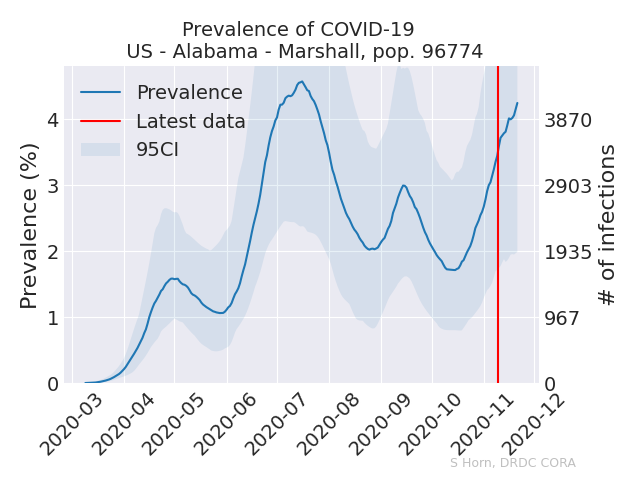 Prevalence of COVID-19
US - Alabama - Marshall, pop. 96774
Prevalence
Latest data
95CI
Prevalence (%)
4
3
2
1
0
3870
2903
1935
967
0
# of infections
2020-03
2020-04
2020-05
2020-06
2020-07
2020-08
2020-09
2020-10
2020-11
2020-12
S Horn, DRDC CORA